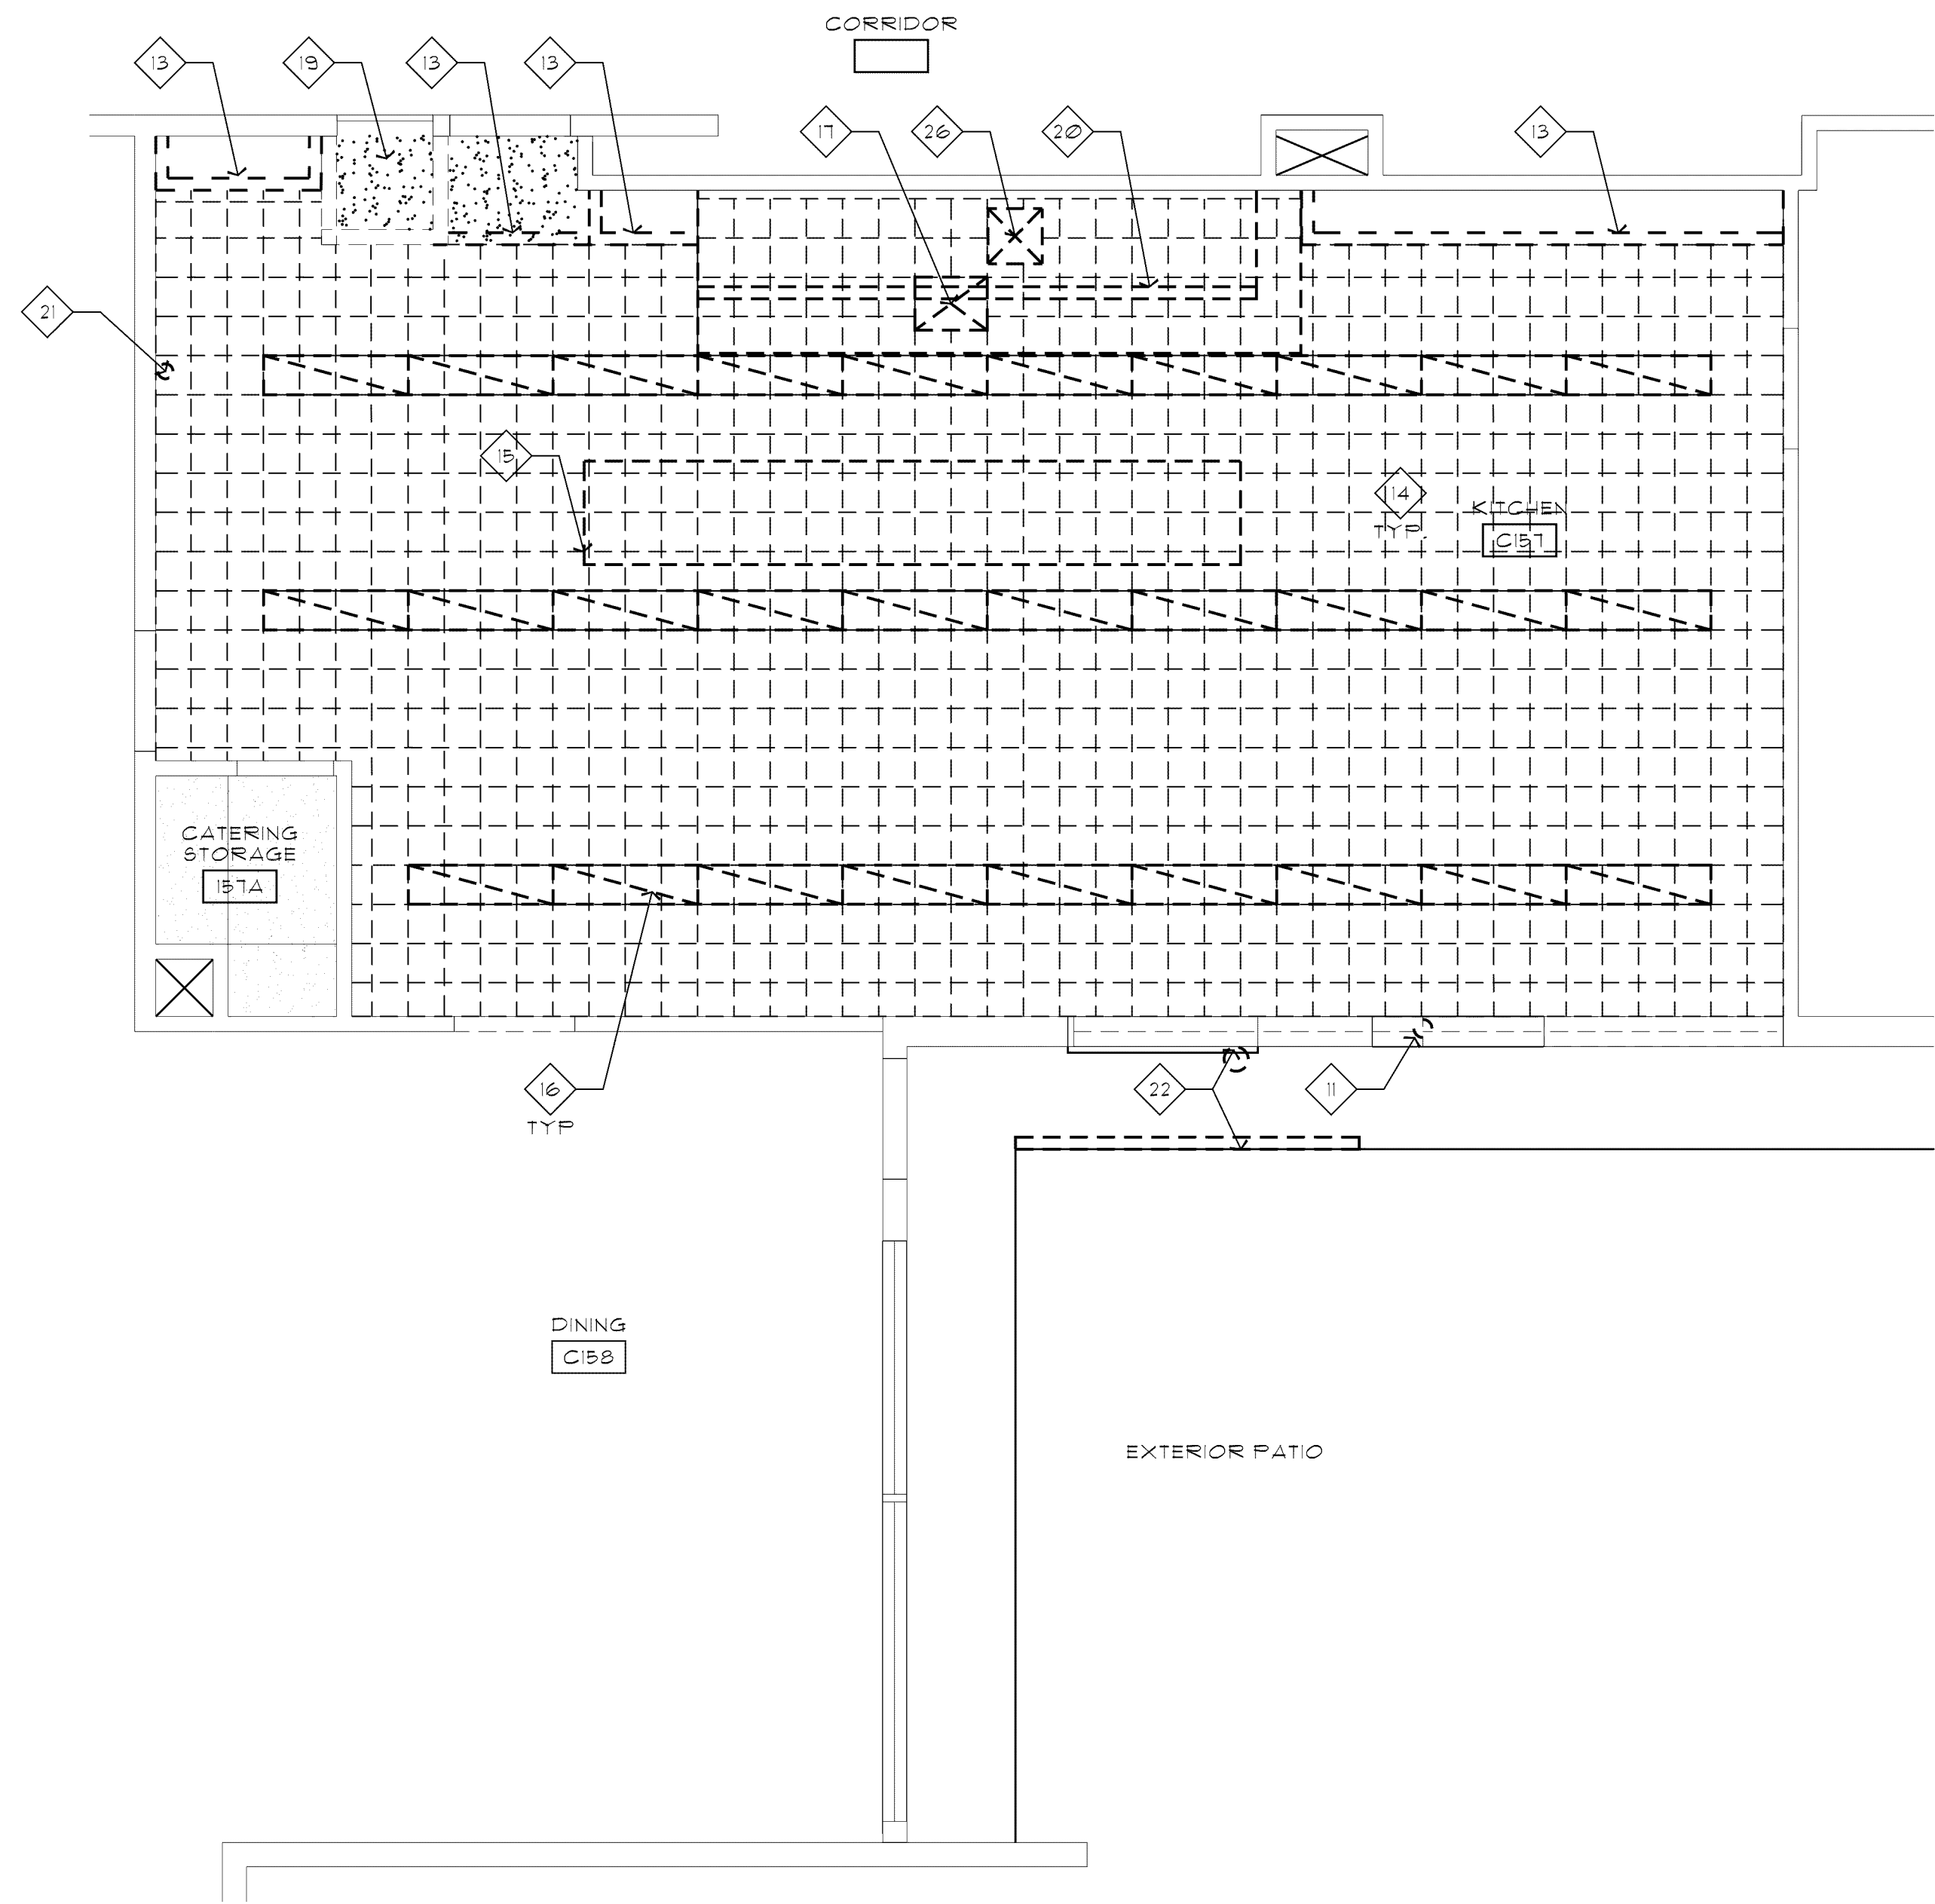 CORRIDOR
13
19
13
13
17
26
20
13
21
15
14
TYP.
KITCHEN
C157
CATERING
STORAGE
157A
16
TYP
22
11
DINING
C158
EXTERIOR PATIO